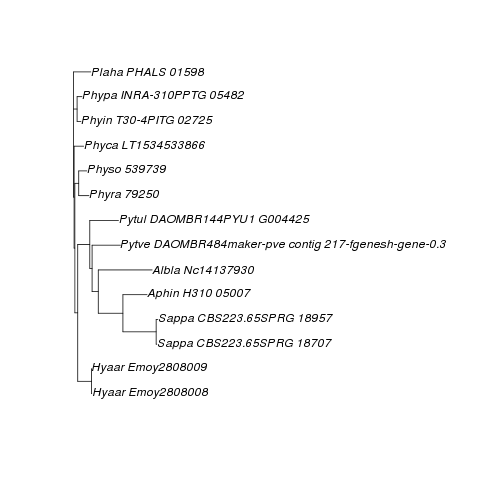 Plaha PHALS 01598
Phypa INRA-310PPTG 05482
Phyin T30-4PITG 02725
Phyca LT1534533866
Physo 539739
Phyra 79250
Pytul DAOMBR144PYU1 G004425
Pytve DAOMBR484maker-pve contig 217-fgenesh-gene-0.3
Albla Nc14137930
Aphin H310 05007
Sappa CBS223.65SPRG 18957
Sappa CBS223.65SPRG 18707
Hyaar Emoy2808009
Hyaar Emoy2808008